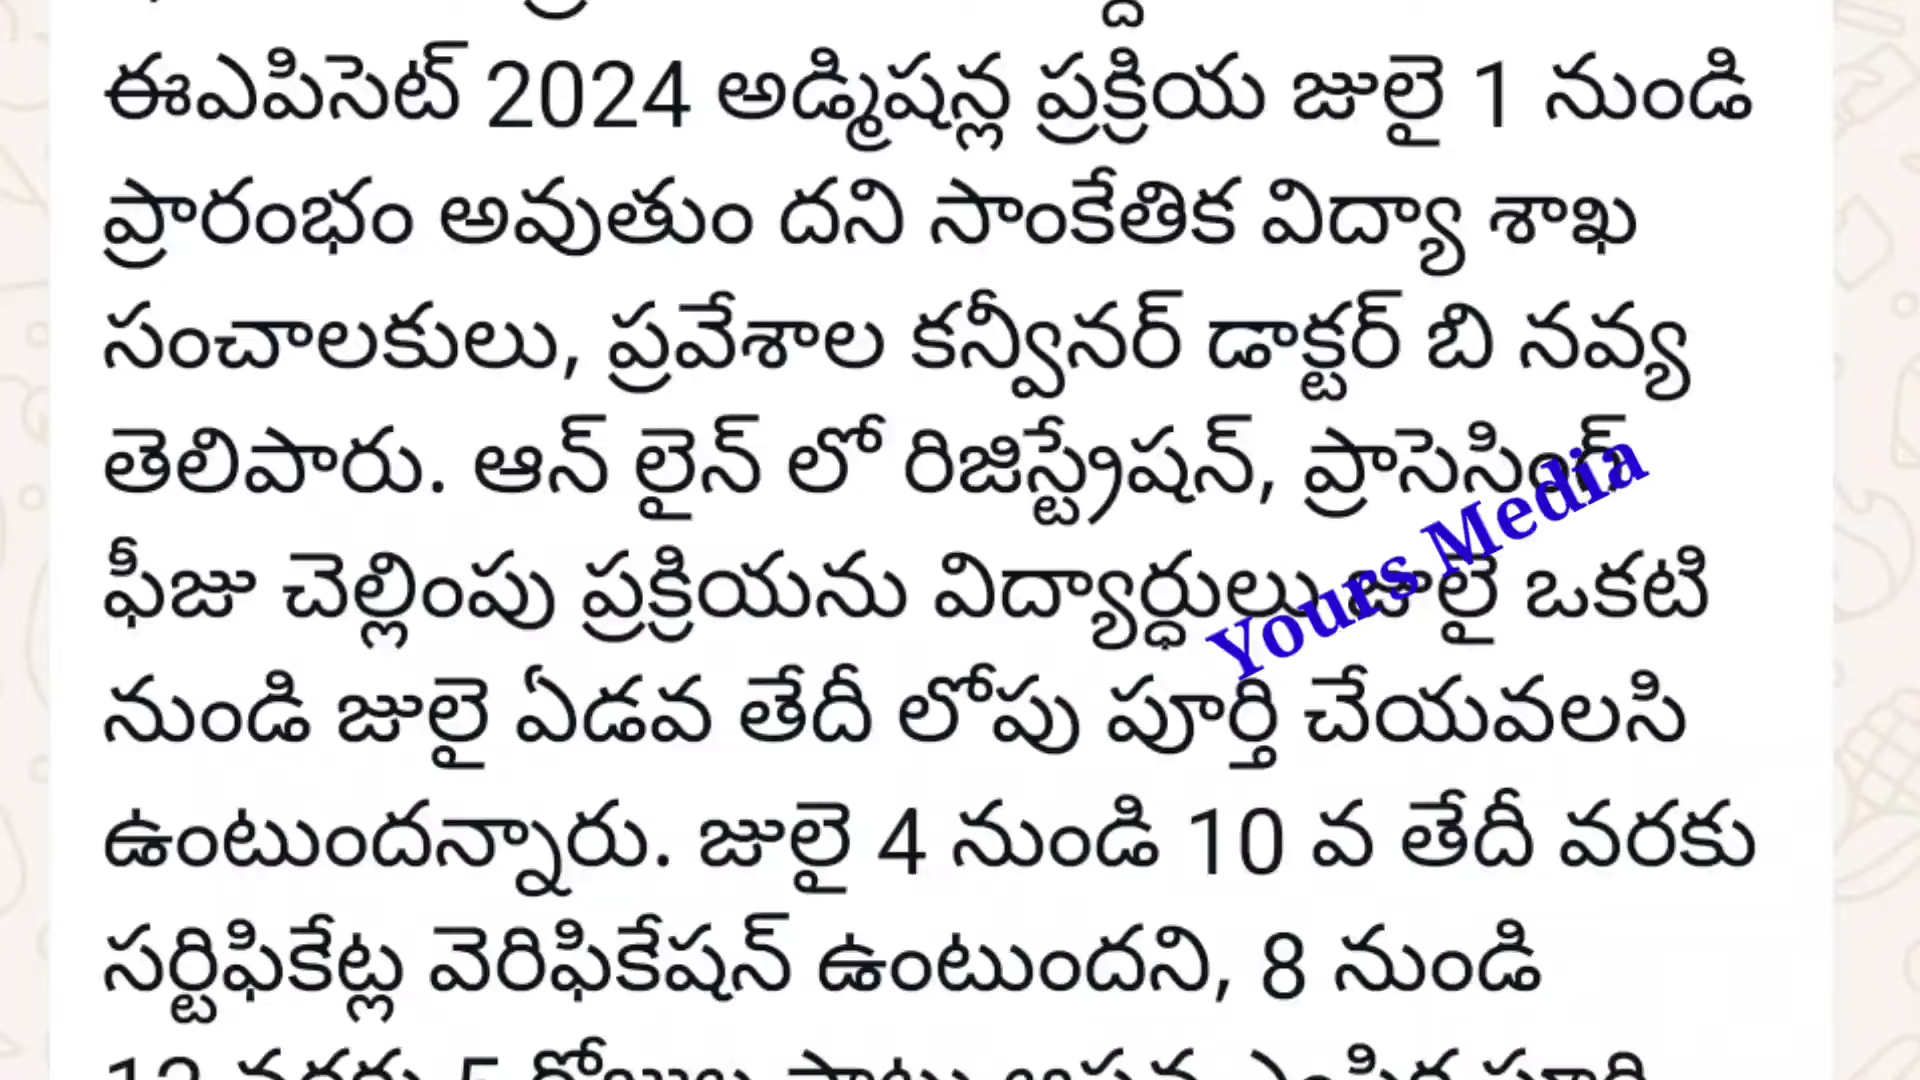 ఈఎపిసెట్ 2024 అడ్మిషన్ల ప్రక్రియ జులై 1 నుండి
ప్రారంభం అవుతుం దని సాంకేతిక విద్యా శాఖ
సంచాలకులు, ప్రవేశాల కన్వీనర్ డాక్టర్ బి నవ్య
తెలిపారు. ఆన్ లైన్ లో రిజిస్ట్రేషన్, ప్రాసెసింగ్
ఫీజు చెల్లింపు ప్రక్రియను విద్యార్ధులు జులై ఒకటి
నుండి జులై ఏడవ తేదీ లోపు పూర్తి చేయవలసి
ఉంటుందన్నారు. జులై 4 నుండి 10 వ తేదీ వరకు
సర్టిఫికేట్ల వెరిఫికేషన్ ఉంటుందని, 8 నుండి
Yours Media